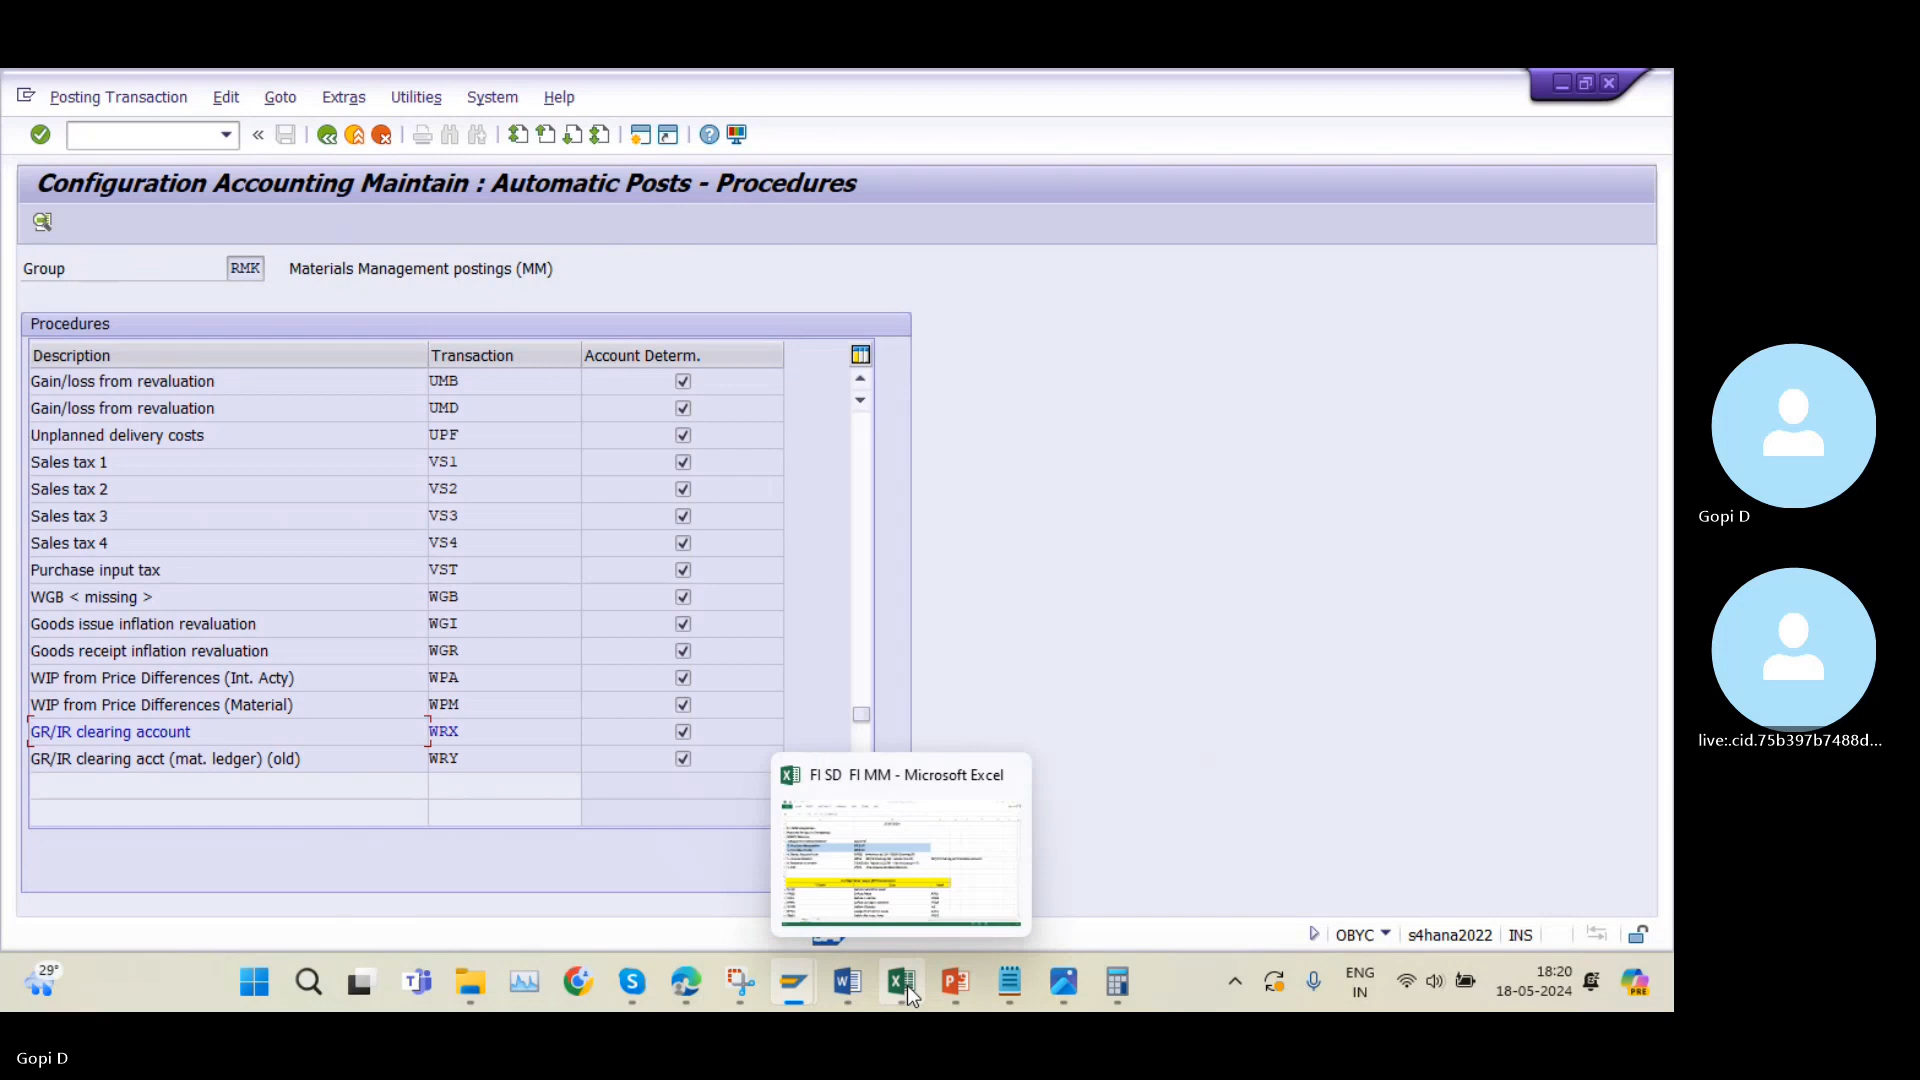 Posting Transaction Edit Goto Extras Utilities System Help
Configuration Accounting Maintain : Automatic Posts - Procedures
Group RMK Materials Management postings (MM)
Procedures
Description Transaction Account Determ.
Gain/loss from revaluation UMB
Gain/loss from revaluation UMD
Unplanned delivery costs UPF
Sales tax 1 VS1
Sales tax 2 VS2
Sales tax 3 VS3
Sales tax 4 VS4
Purchase input tax VST
WGB < missing > WGB
Goods issue inflation revaluation WGI
Goods receipt inflation revaluation WGR
WIP from Price Differences (Int. Acty) WPA
WIP from Price Differences (Material) WPM
GR/IR clearing account WRX
GR/IR clearing acct (mat. ledger) (old) WRY
FI SD FI MM - Microsoft Excel
OBYC s4hana2022 INS
29°
ENG
IN
18:20
18-05-2024
PRE
Gopi D
live:.cid.75b397b7488d...
Gopi D